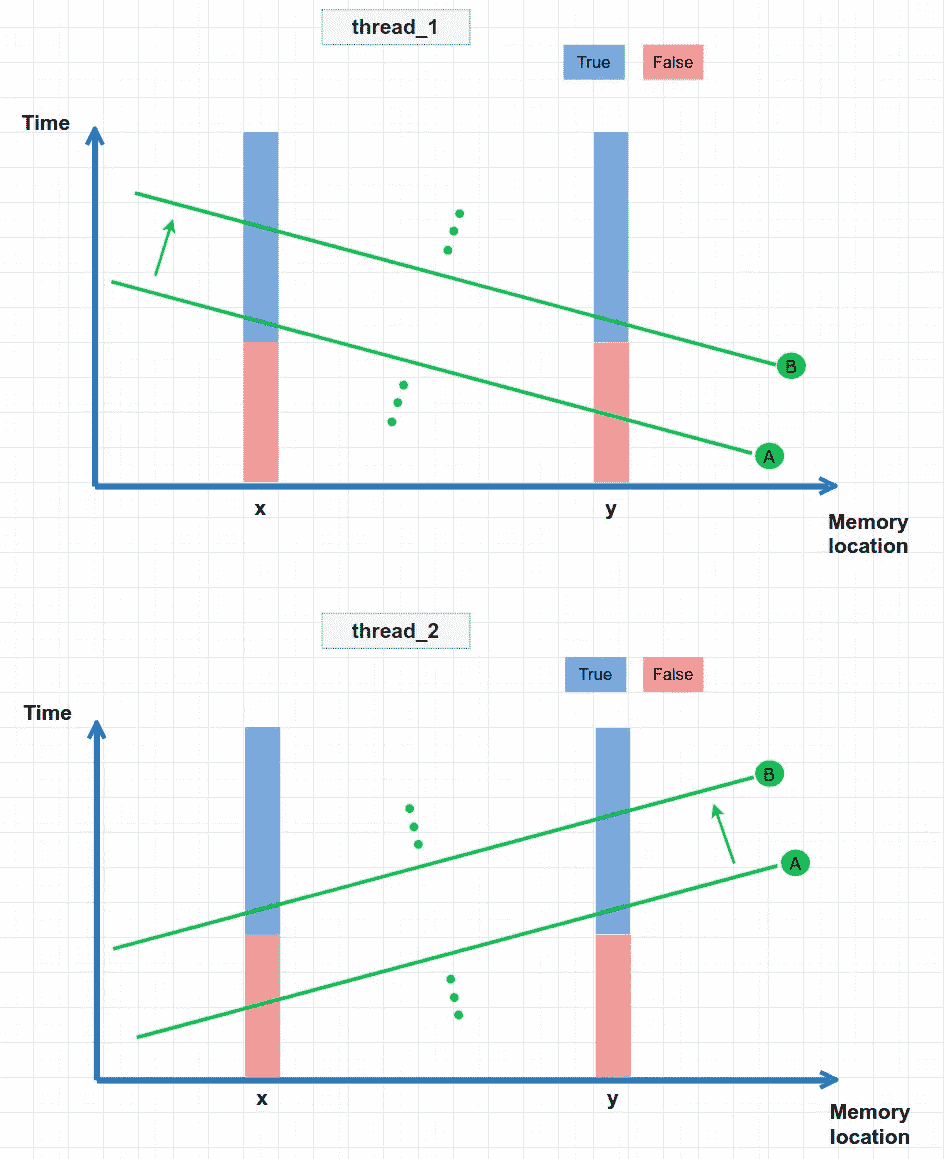 thread_1
True False
Time
B
A
x y
Memory
location
thread_2
True False
Time
B
A
x y
Memory
location